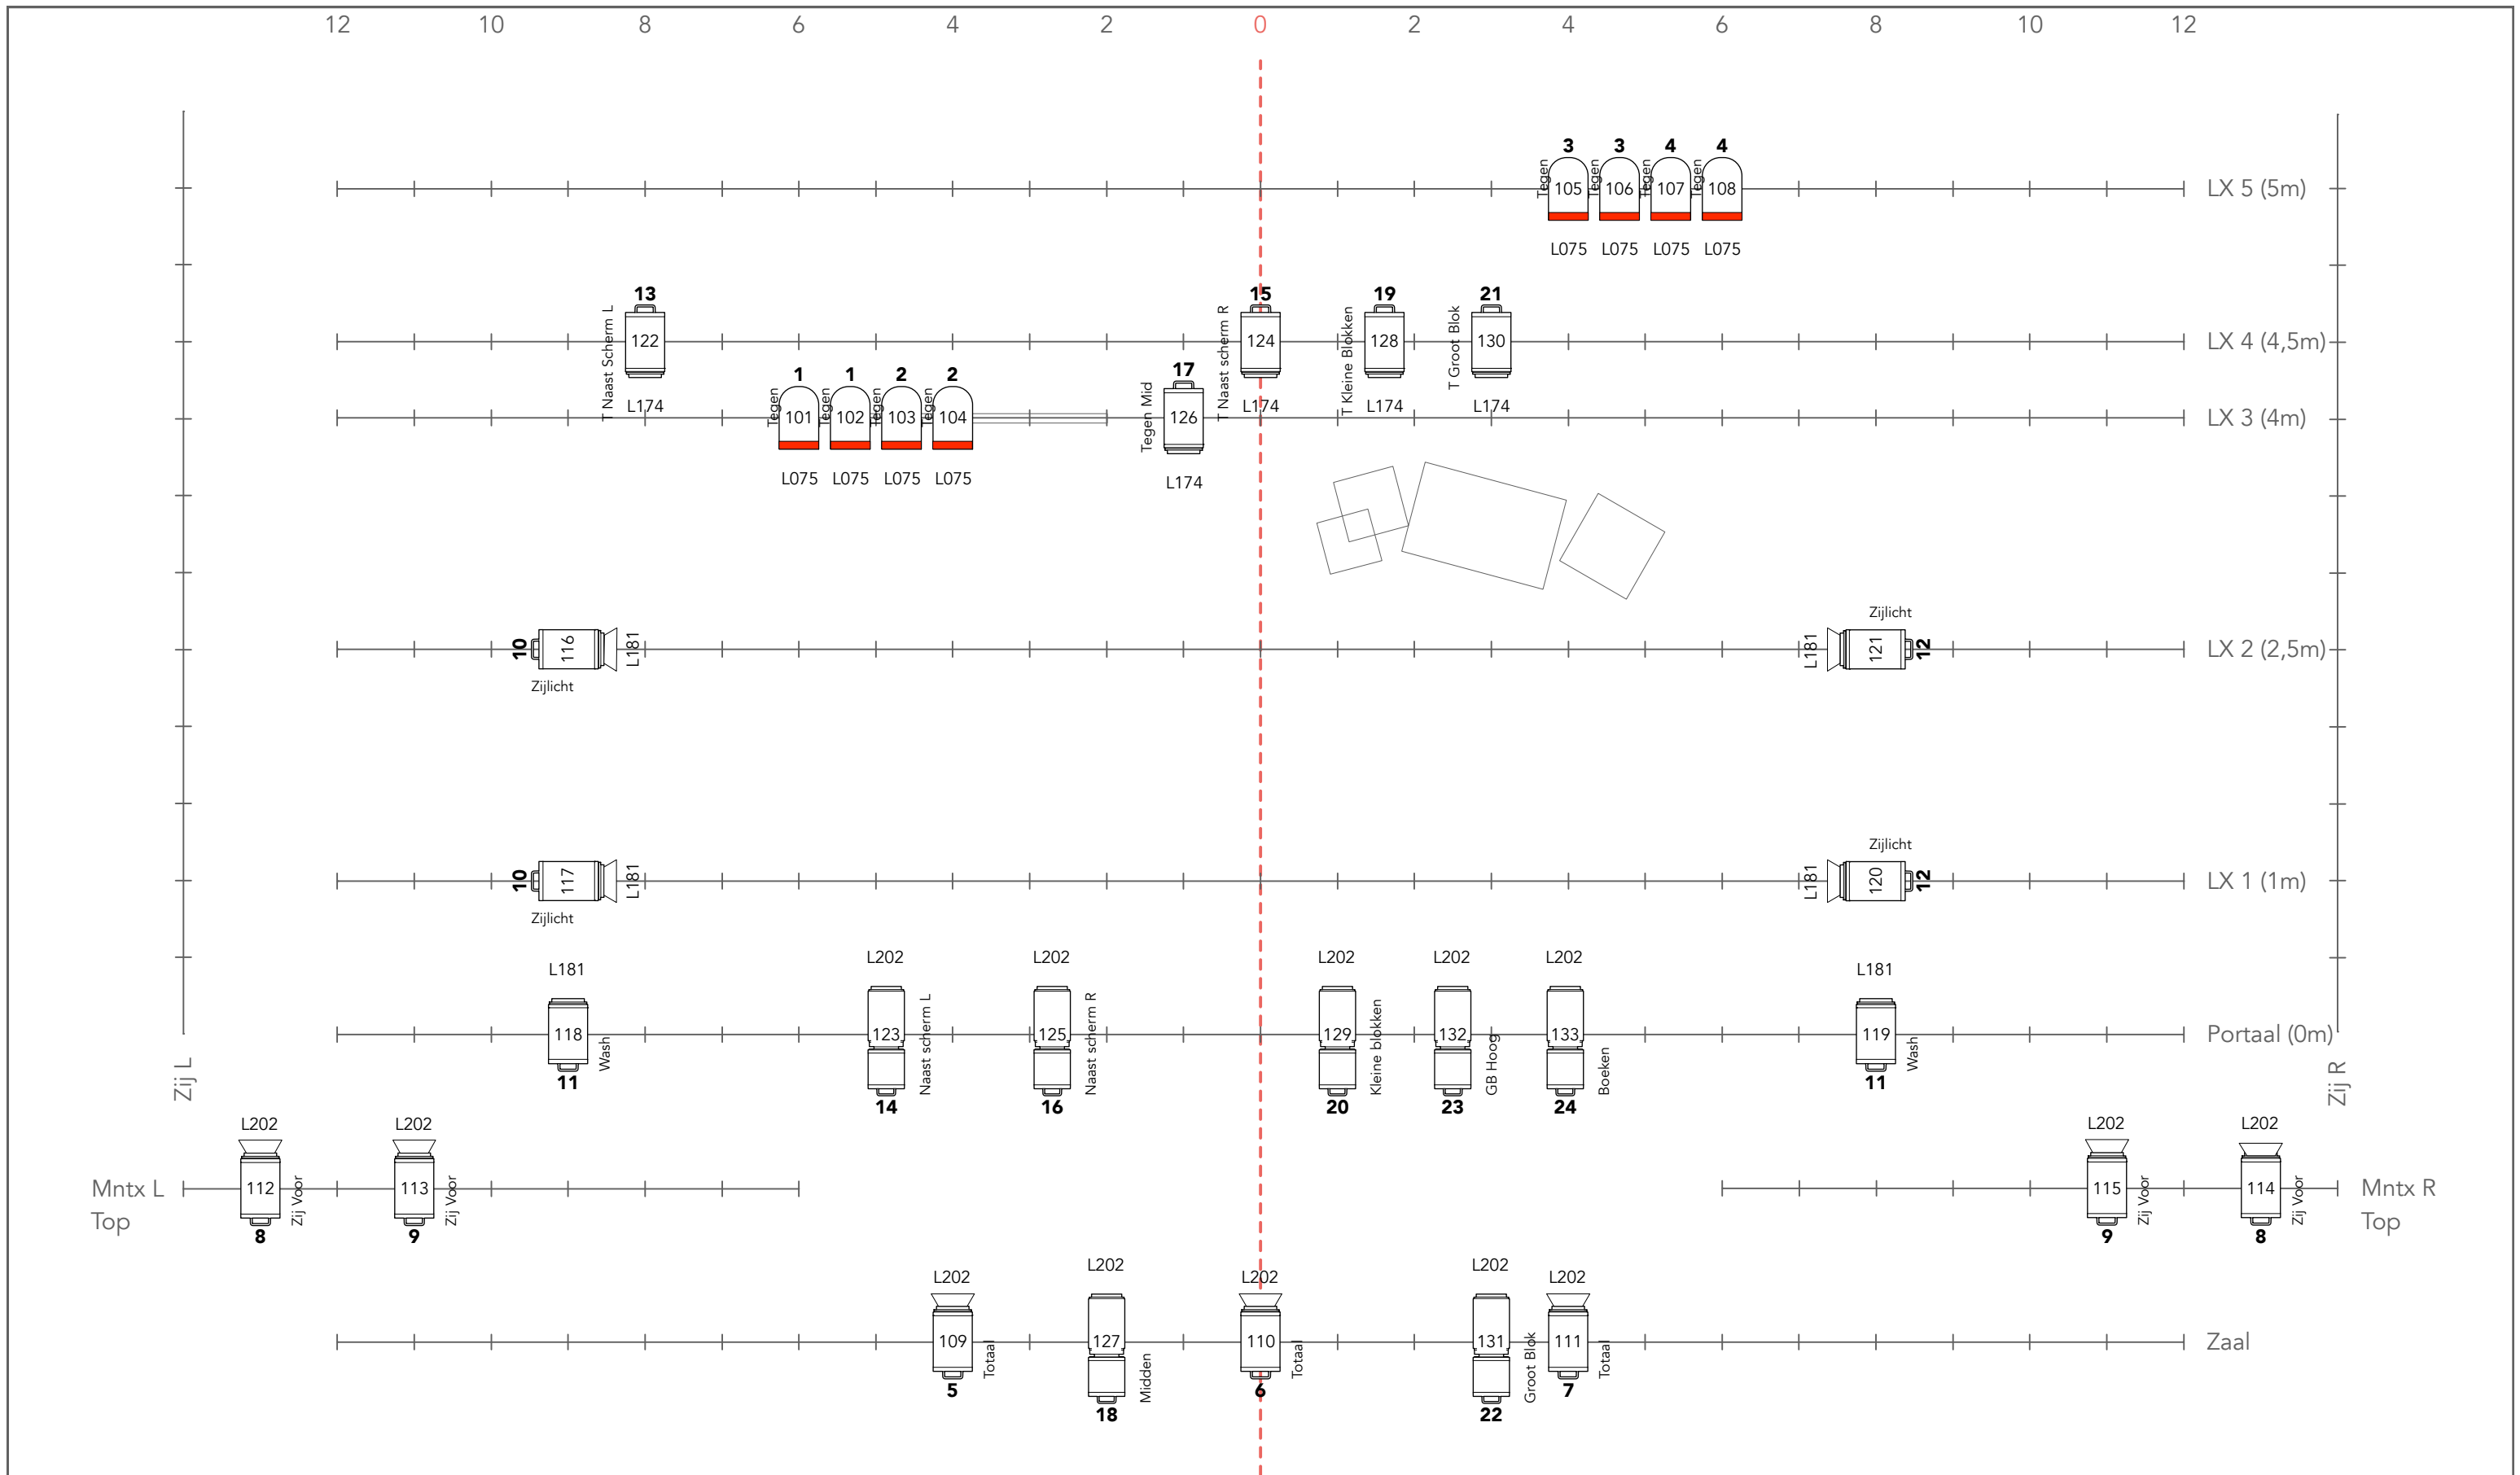 12 10 8 6 4 2 0 2 4 6 8 10 12
3 3 4 4
Tegen Tegen Tegen Tegen
105 106 107 108
LX 5 (5m)
L075 L075 L075 L075
13 15 19 21
T Naast Scherm L
122
T Naast scherm R
124
T Kleine Blokken
128
T Groot Blok
130
LX 4 (4,5m)
L174 L174 L174 L174
1 1 2 2 17
Tegen Tegen Tegen Tegen
101 102 103 104
Tegen Mid
126
LX 3 (4m)
L075 L075 L075 L075
L174
Zijlicht
10 116 L181
L181 121 12
LX 2 (2,5m)
Zijlicht
Zijlicht
10 117 L181
L181 120 12
LX 1 (1m)
Zijlicht
L202 L202 L202 L202 L202
L181 L181
118
Wash
123
Naast scherm L
125
Naast scherm R
129
Kleine blokken
132
GB Hoog
133
Boeken
119
Wash
Portaal (0m)
11 11
14 16 20 23 24
Zij L
Zij R
L202 L202 L202 L202
Mntx L
Top
112
Zij Voor
113
Zij Voor
115
Zij Voor
114
Zij Voor
Mntx R
Top
8 9 9 8
L202 L202
L202 L202 L202
109
Totaal
127
Midden
110
Totaal
131
Groot Blok
111
Totaal
Zaal
5 6 7
18 22